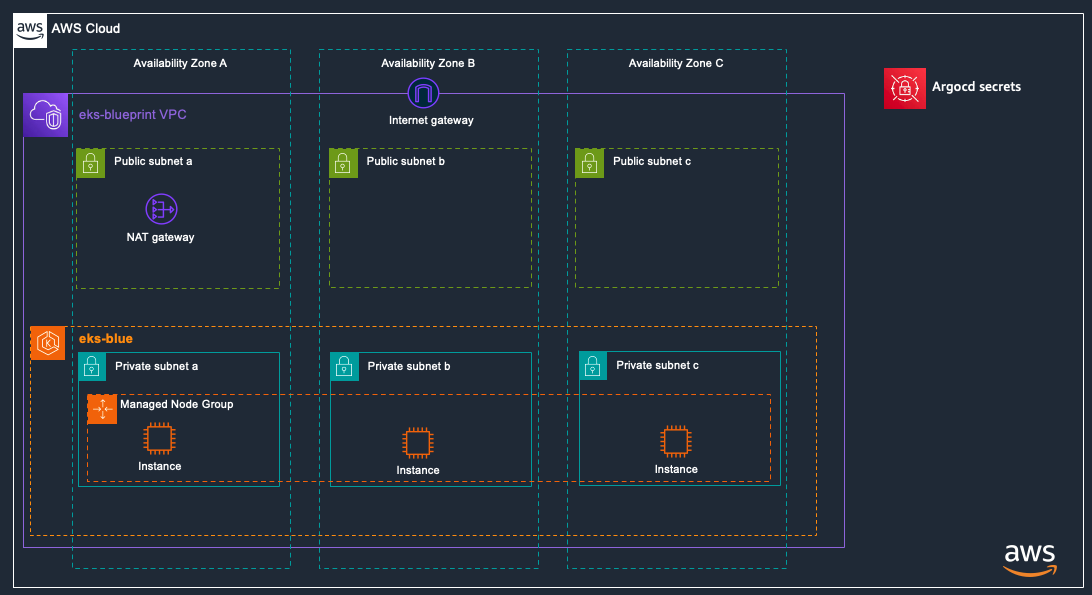 aws
AWS Cloud
Availability Zone A
Availability Zone B
Availability Zone C
Argocd secrets
eks-blueprint VPC
Internet gateway
Public subnet a
Public subnet b
Public subnet c
NAT gateway
eks-blue
K
Private subnet a
Private subnet b
Private subnet c
Managed Node Group
Instance
Instance
Instance
aws